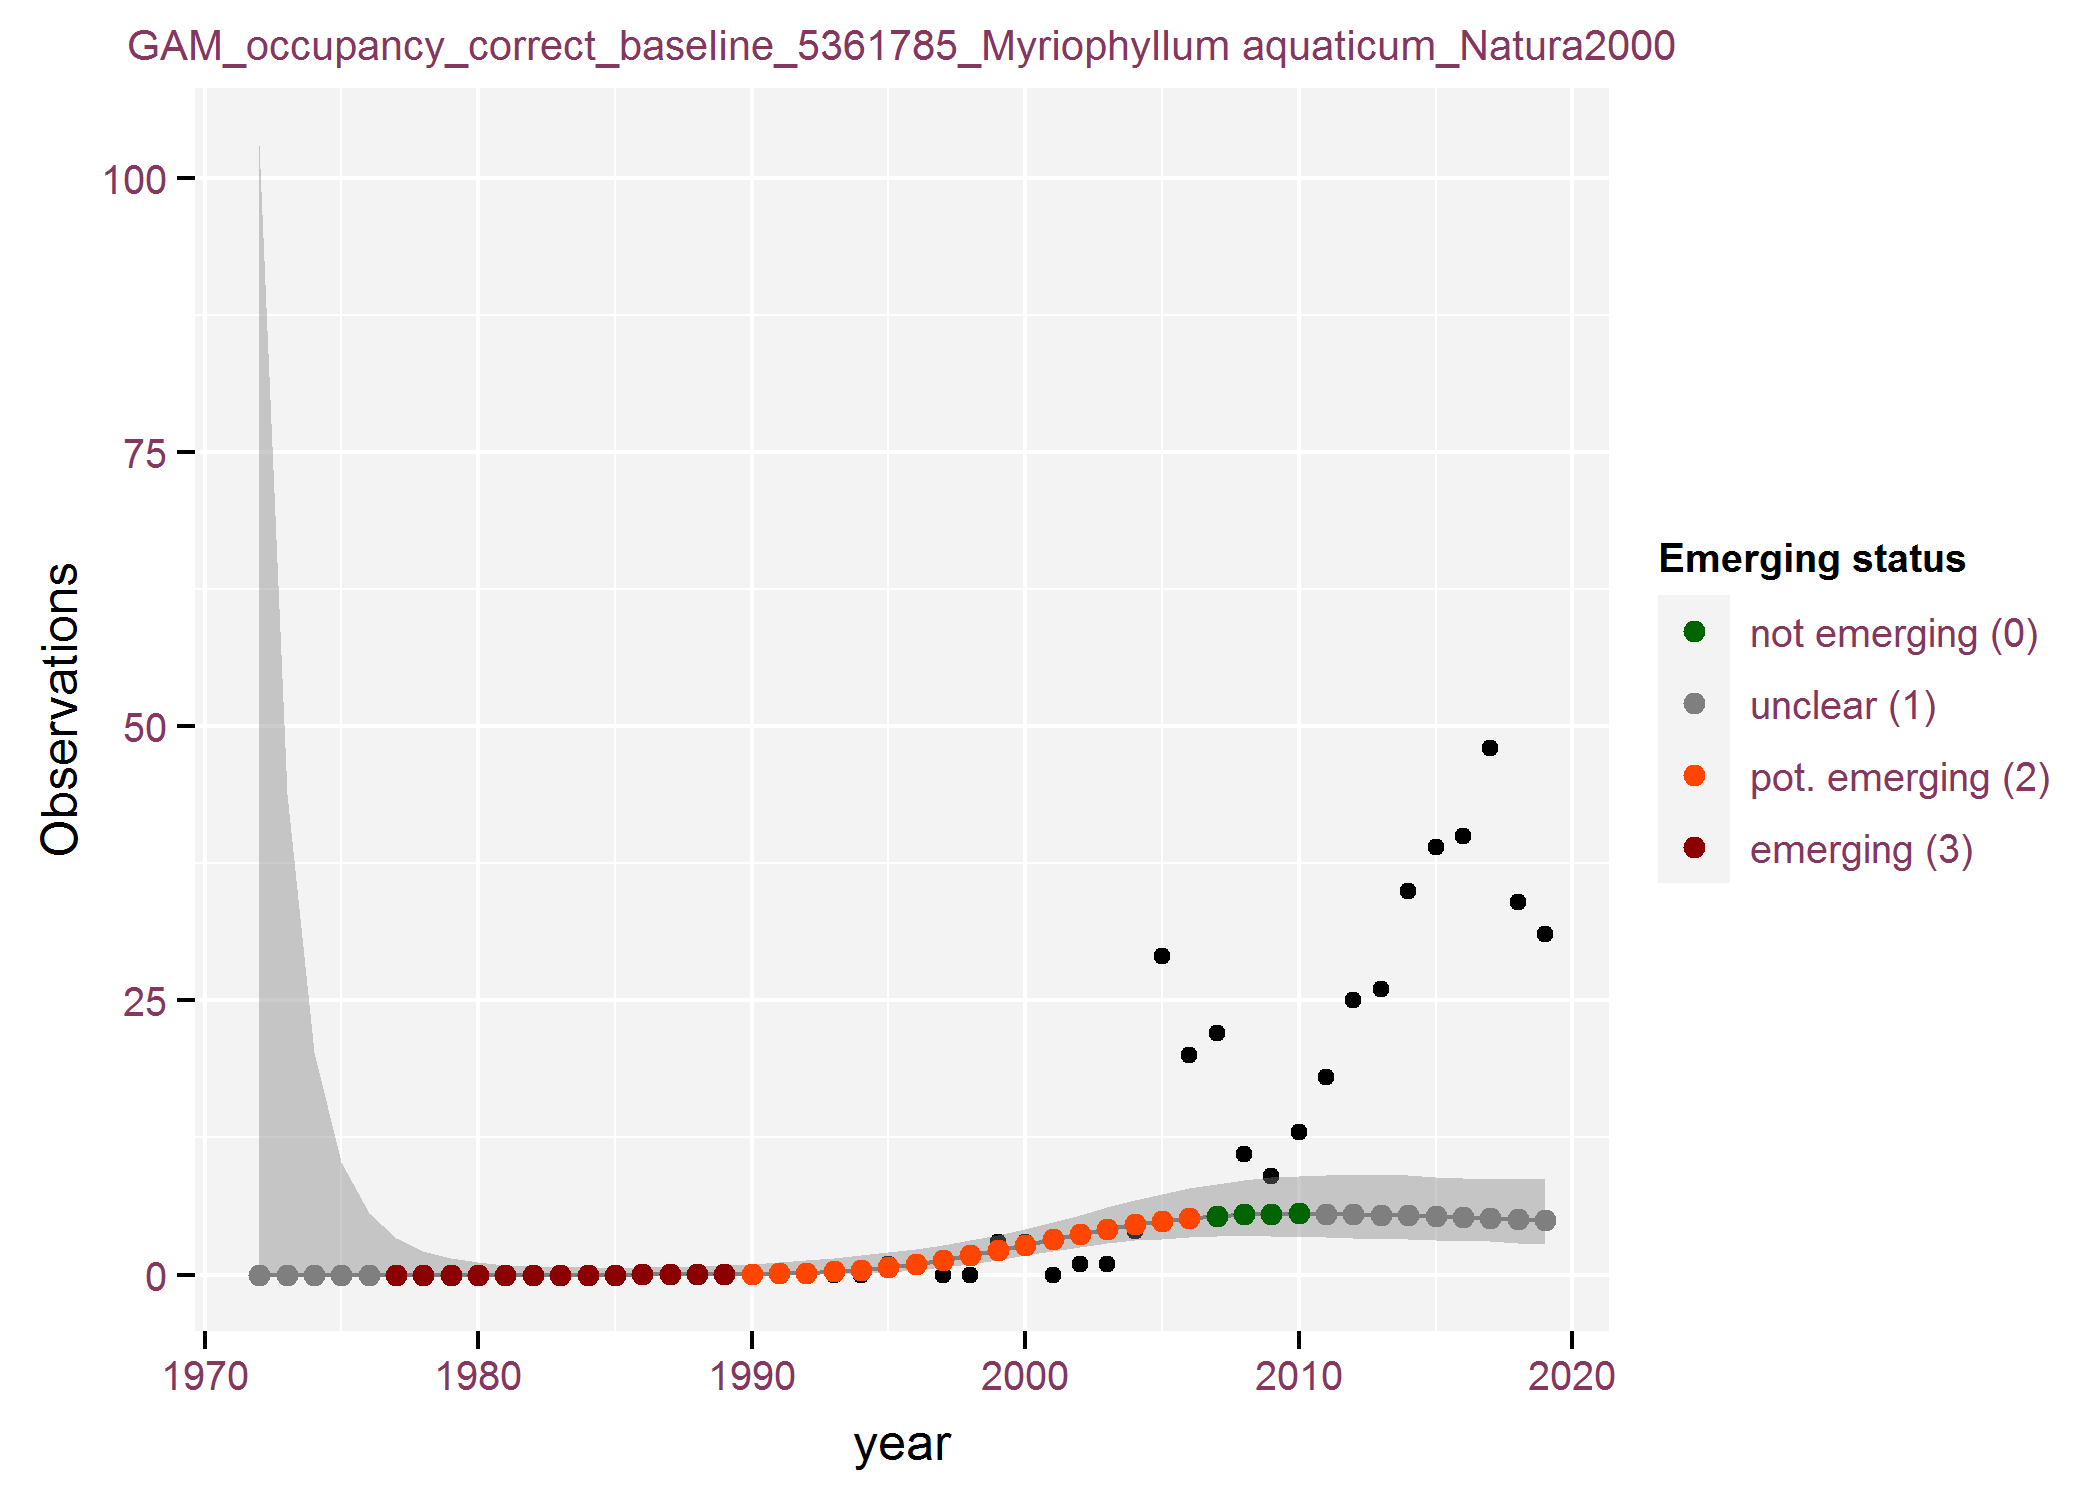 GAM_occupancy_correct_baseline_5361785_Myriophyllum aquaticum_Natura2000
100
75
50
25
0
Observations
1970 1980 1990 2000 2010 2020
year
Emerging status
not emerging (0)
unclear (1)
pot. emerging (2)
emerging (3)